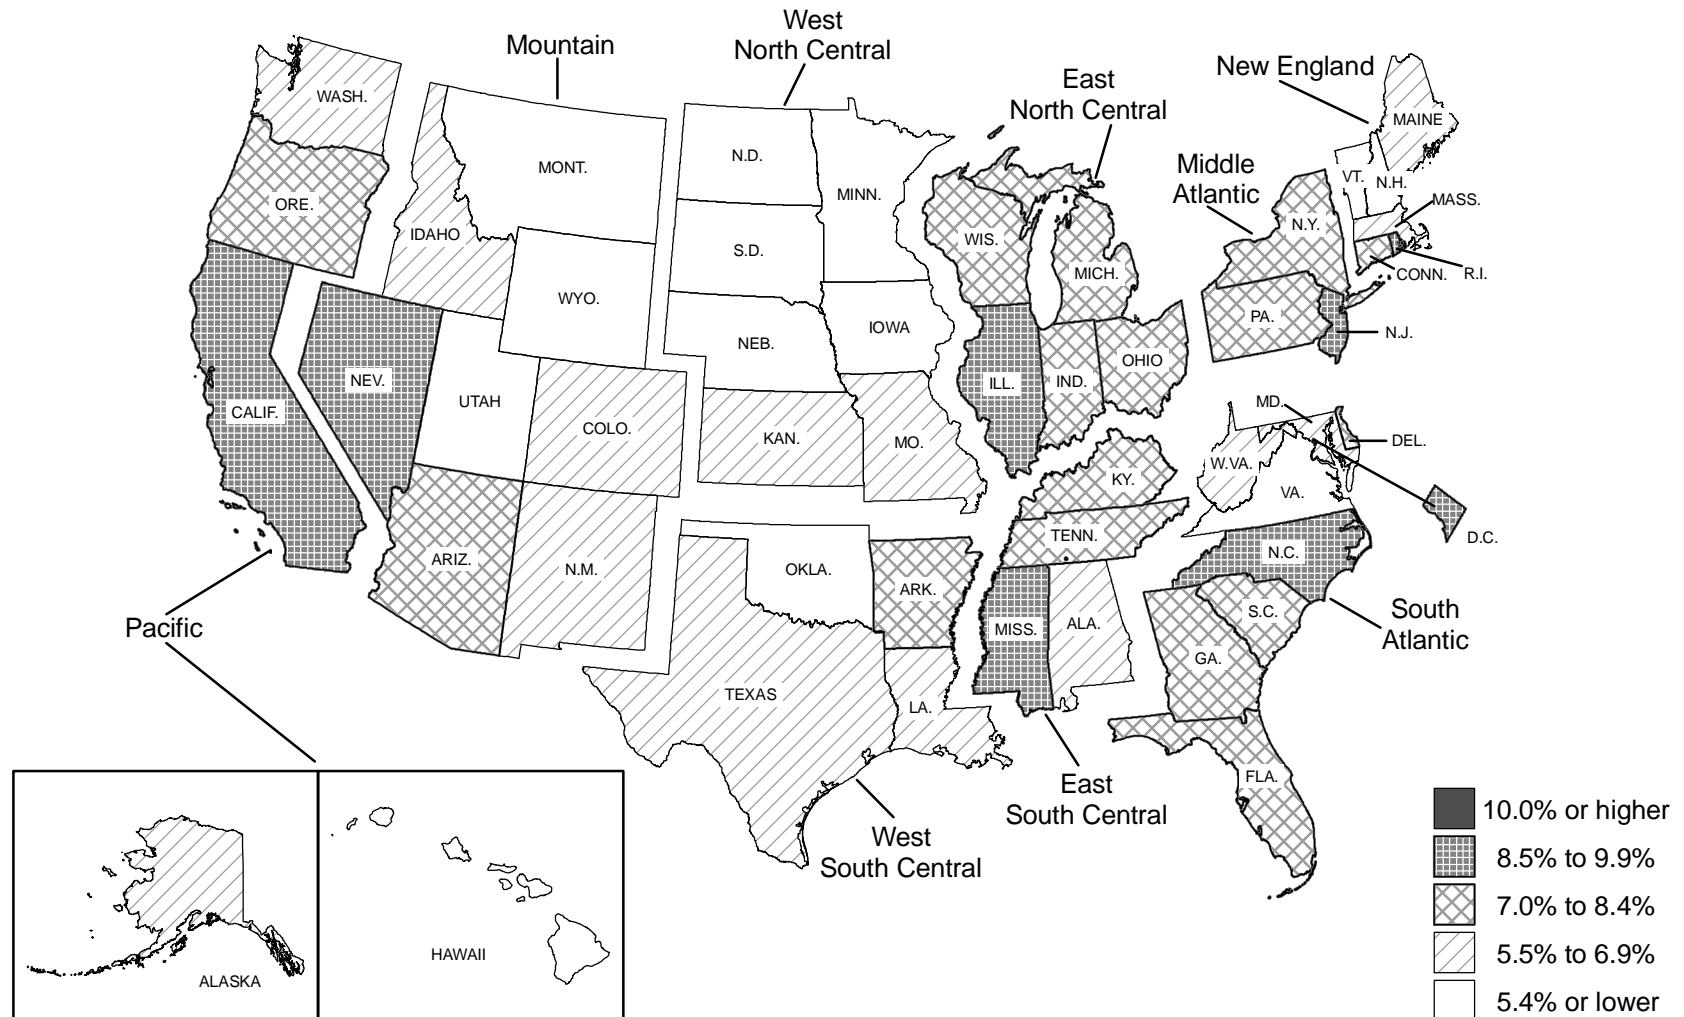 West
North Central
Mountain
East
North Central
New England
Middle
Atlantic
WASH.
MONT.
N.D.
MINN.
MAINE
VT.
N.H.
MASS.
ORE.
IDAHO
S.D.
WIS.
MICH.
N.Y.
CONN.
R.I.
WYO.
NEB.
IOWA
PA.
N.J.
CALIF.
NEV.
UTAH
COLO.
KAN.
MO.
ILL.
IND.
OHIO
MD.
DEL.
W.VA.
VA.
D.C.
KY.
TENN.
N.C.
ARIZ.
N.M.
OKLA.
ARK.
MISS.
ALA.
GA.
S.C.
South
Atlantic
Pacific
TEXAS
LA.
FLA.
East
South Central
West
South Central
ALASKA
HAWAII
10.0% or higher
8.5% to 9.9%
7.0% to 8.4%
5.5% to 6.9%
5.4% or lower